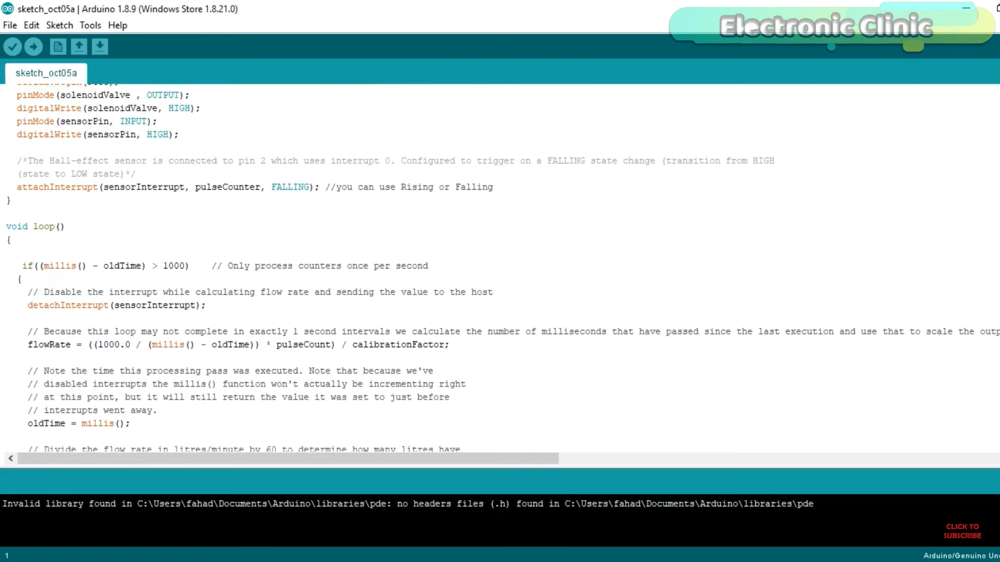 sketch_oct05a | Arduino 1.8.9 (Windows Store 1.8.21.0)
Electronic Clinic
File Edit Sketch Tools Help
sketch_oct05a
pinMode(solenoidValve , OUTPUT);
digitalWrite(solenoidValve, HIGH);
pinMode(sensorPin, INPUT);
digitalWrite(sensorPin, HIGH);
/*The Hall-effect sensor is connected to pin 2 which uses interrupt 0. Configured to trigger on a FALLING state change (transition from HIGH
(state to LOW state)*/
attachInterrupt(sensorInterrupt, pulseCounter, FALLING); //you can use Rising or Falling
}
void loop()
{
if((millis() - oldTime) > 1000)    // Only process counters once per second
{
// Disable the interrupt while calculating flow rate and sending the value to the host
detachInterrupt(sensorInterrupt);
// Because this loop may not complete in exactly 1 second intervals we calculate the number of milliseconds that have passed since the last execution and use that to scale the outp
flowRate = ((1000.0 / (millis() - oldTime)) * pulseCount) / calibrationFactor;
// Note the time this processing pass was executed. Note that because we've
// disabled interrupts the millis() function won't actually be incrementing right
// at this point, but it will still return the value it was set to just before
// interrupts went away.
oldTime = millis();
// Divide the flow rate in litres/minute by 60 to determine how many litres have
Invalid library found in C:\Users\fahad\Documents\Arduino\libraries\pde: no headers files (.h) found in C:\Users\fahad\Documents\Arduino\libraries\pde
CLICK TO
SUBSCRIBE
1
Arduino/Genuino Uno